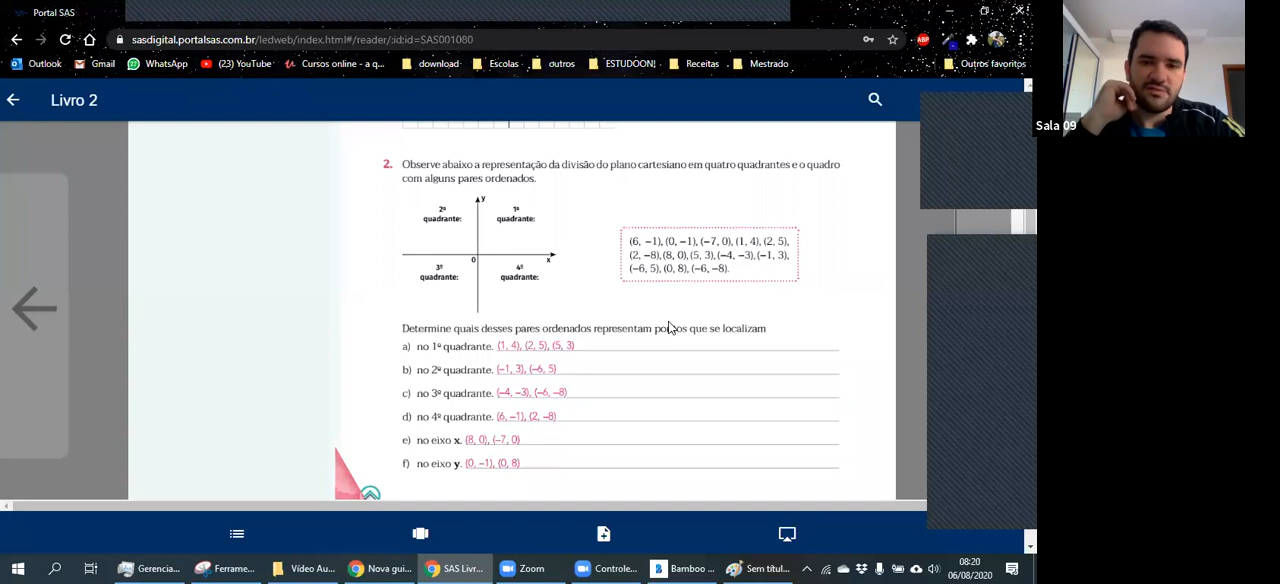 Portal SAS
sasdigital.portalsas.com.br/ledweb/index.html#/reader/:id:id=SAS001080
Outlook Gmail WhatsApp (23) YouTube Cursos online - a q... download Escolas outros ESTUDOON! Receitas Mestrado Outros favoritos
ABP
Livro 2
Sala 09
2. Observe abaixo a representação da divisão do plano cartesiano em quatro quadrantes e o quadro
com alguns pares ordenados.
y
2º quadrante:
1º quadrante:
0
x
3º quadrante:
4º quadrante:
(6, –1), (0, –1), (–7, 0), (1, 4), (2, 5),
(2, –8), (8, 0), (5, 3), (–4, –3), (–1, 3),
(–6, 5), (0, 8), (–6, –8).
Determine quais desses pares ordenados representam pontos que se localizam
a) no 1º quadrante. (1, 4), (2, 5), (5, 3)
b) no 2º quadrante. (–1, 3), (–6, 5)
c) no 3º quadrante. (–4, –3), (–6, –8)
d) no 4º quadrante. (6, –1), (2, –8)
e) no eixo x. (8, 0), (–7, 0)
f) no eixo y. (0, –1), (0, 8)
Gerencia... Ferrame... Vídeo Au... Nova gui... SAS Livr... Zoom Controle... Bamboo ... Sem títul...
08:20
06/08/2020